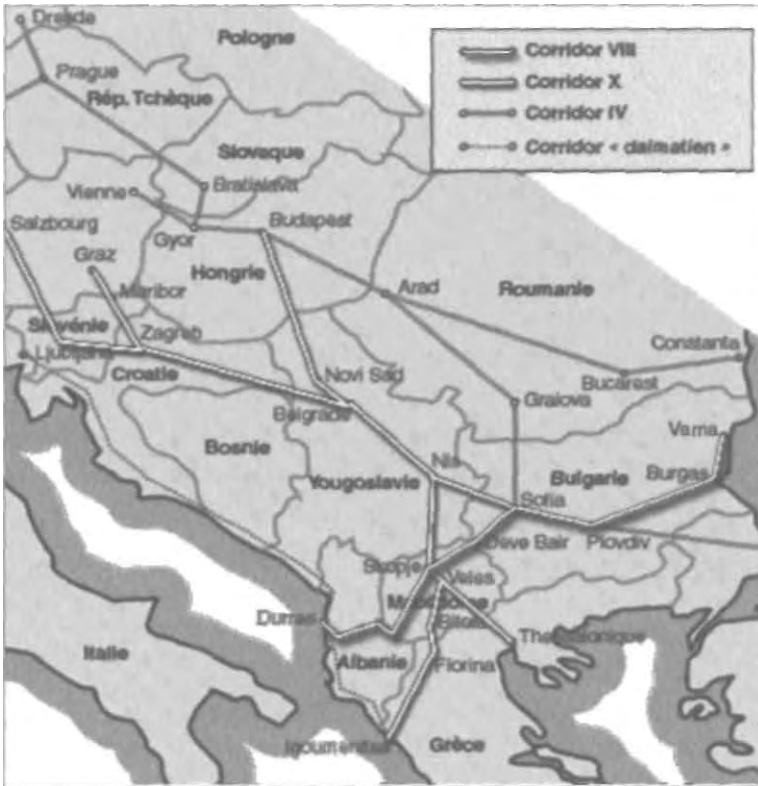 Dresde
Pologne
Corridor VIII
Corridor X
Corridor IV
Corridor « dalmatien »
Prague
Rép. Tchèque
Slovaque
Vienne
Bratislava
Salzbourg
Gyor
Budapest
Graz
Hongrie
Arad
Roumanie
Maribor
Slovénie
Zagreb
Constanta
Ljubljana
Croatie
Novi Sad
Bucarest
Belgrade
Graiova
Varna
Bosnie
Nis
Bulgarie
Burgas
Yougoslavie
Sofia
Deve Bair
Plovdiv
Skopje
Veles
Macédoine
Durres
Bitola
Thessalonique
Italie
Albanie
Florina
Igoumenitsa
Grèce